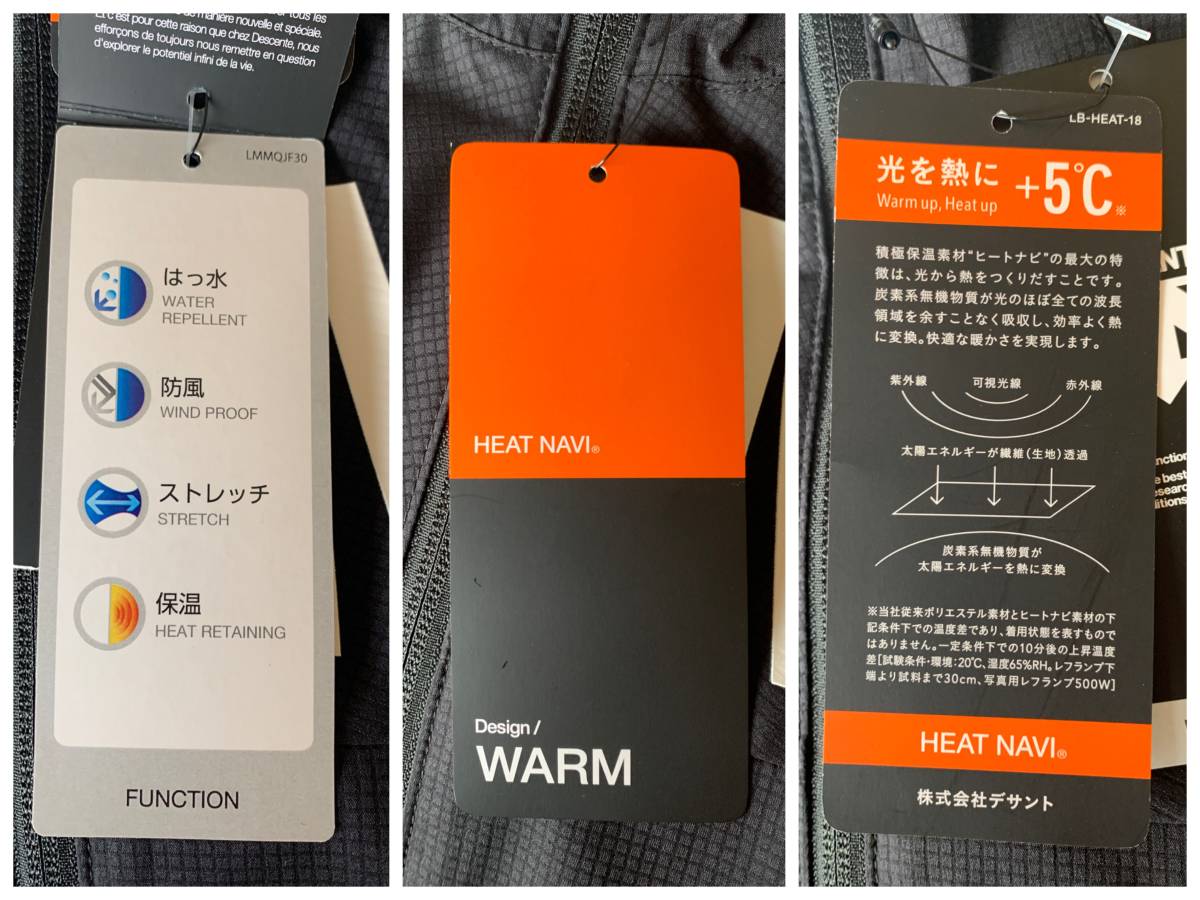 de manière nouvelle et spéciale.
Et c'est pour cette raison que chez Descente, nous
efforçons de toujours nous remettre en question
d'explorer le potentiel infini de la vie.
LMMQJF30
はっ水
WATER
REPELLENT
防風
WIND PROOF
ストレッチ
STRETCH
保温
HEAT RETAINING
FUNCTION
HEAT NAVI®
Design /
WARM
LB-HEAT-18
光を熱に
Warm up, Heat up
+5℃※
積極保温素材“ヒートナビ”の最大の特
徴は、光から熱をつくりだすことです。
炭素系無機物質が光のほぼ全ての波長
領域を余すことなく吸収し、効率よく熱
に変換。快適な暖かさを実現します。
紫外線 可視光線 赤外線
太陽エネルギーが繊維(生地)透過
炭素系無機物質が
太陽エネルギーを熱に変換
※当社従来ポリエステル素材とヒートナビ素材の下
記条件下での温度差であり、着用状態を表すもので
はありません。一定条件下での10分後の上昇温度
差[試験条件・環境：20℃、湿度65%RH。レフランプ下
端より試料まで30cm、写真用レフランプ500W]
HEAT NAVI®
株式会社デサント